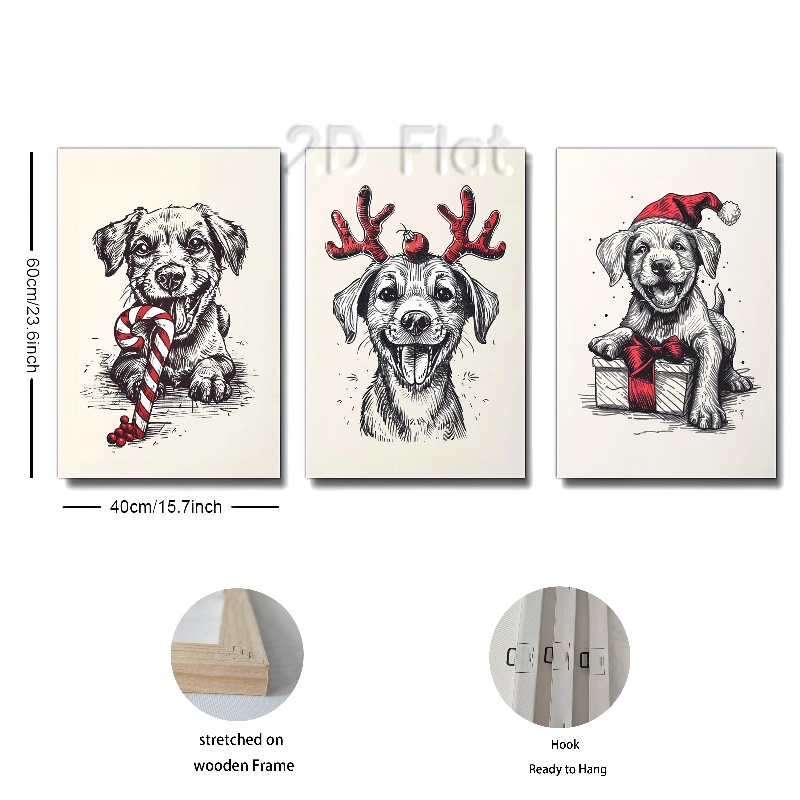 2D Flat
60cm/23.6inch
40cm/15.7inch
stretched on
wooden Frame
Hook
Ready to Hang